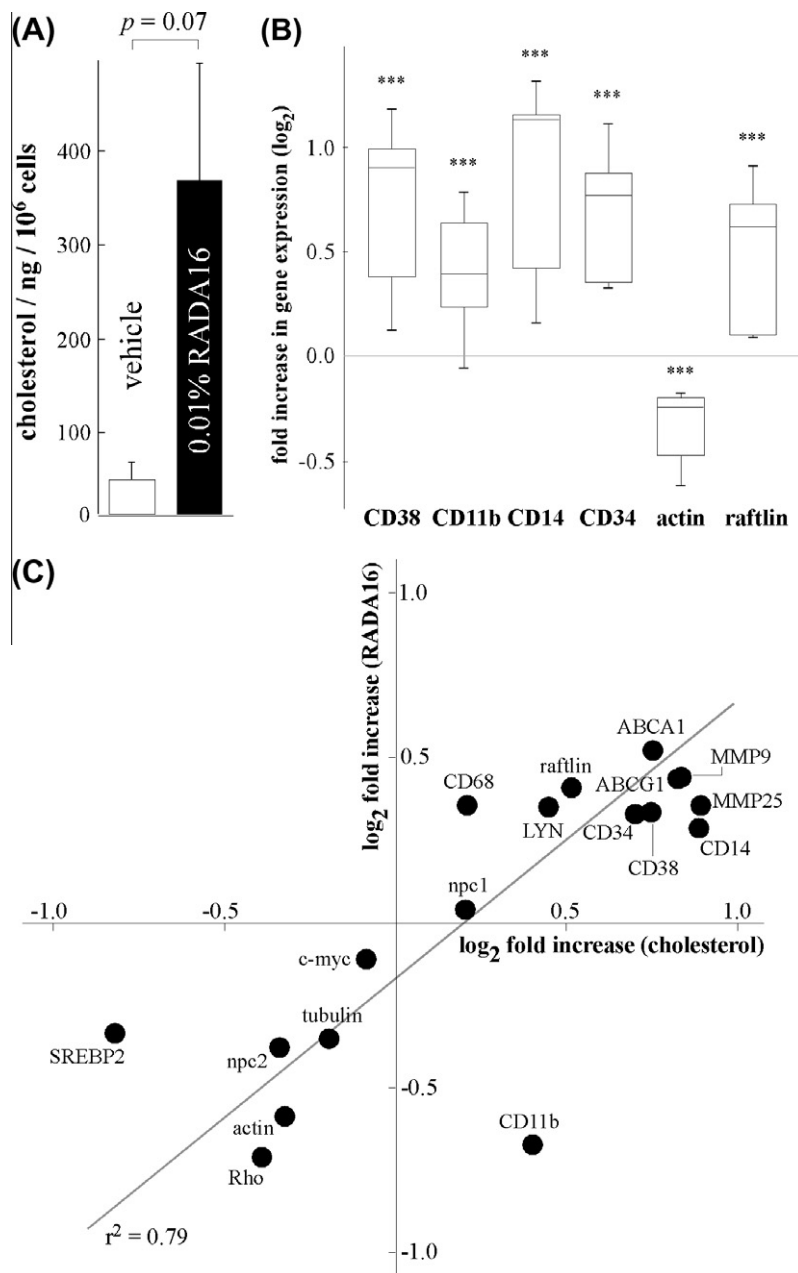 (A)
p = 0.07
cholesterol / ng / 10⁶ cells
400
300
200
100
0
vehicle
0.01% RADA16
(B)
fold increase in gene expression (log₂)
1.0
0.5
0.0
-0.5
***
***
***
***
***
***
CD38 CD11b CD14 CD34 actin raftlin
(C)
log₂ fold increase (RADA16)
1.0
ABCA1
MMP9
raftlin
ABCG1
0.5
CD68
MMP25
LYN
CD34
CD14
CD38
npc1
-1.0 -0.5 0.5 1.0
log₂ fold increase (cholesterol)
c-myc
tubulin
SREBP2
npc2
-0.5
CD11b
actin
Rho
r² = 0.79
-1.0